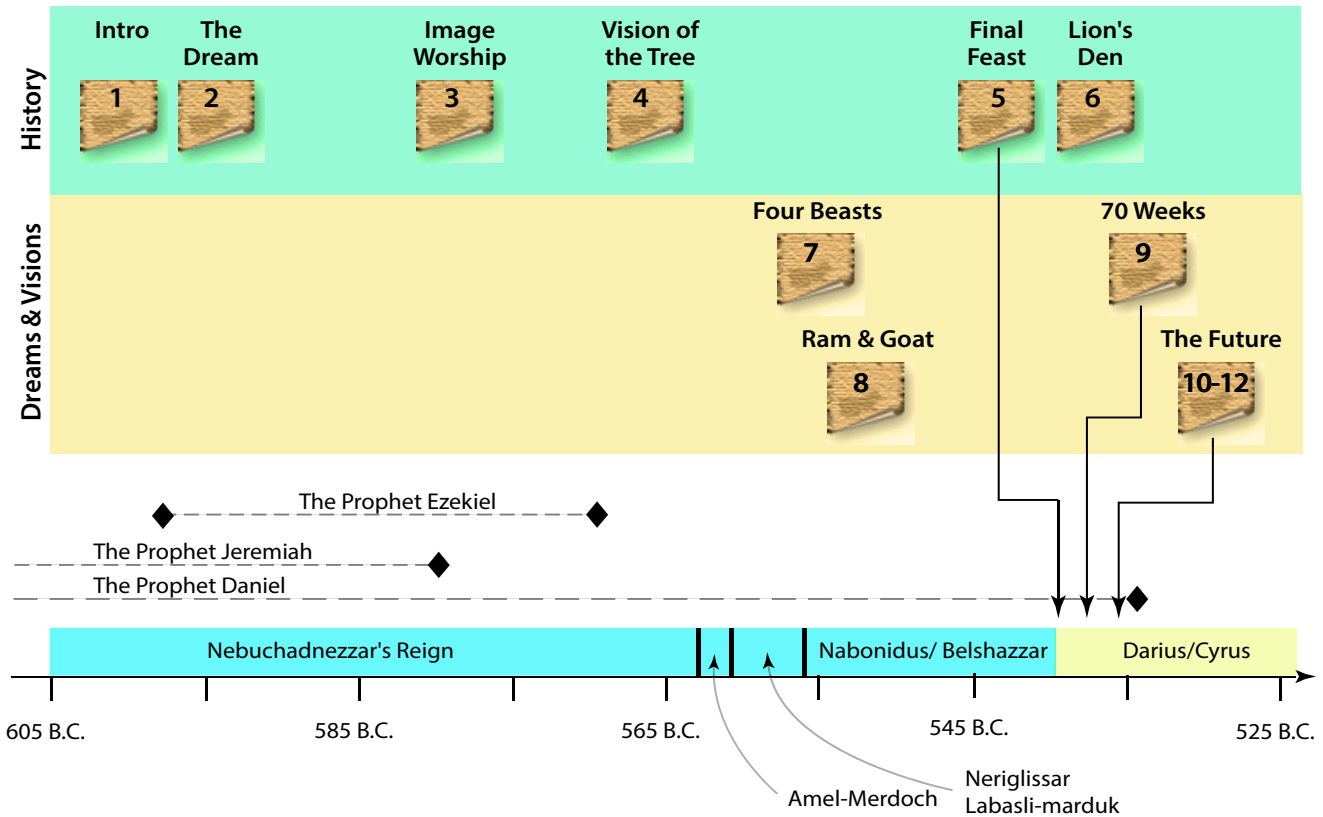 History
Intro
The
Dream
Image
Worship
Vision of
the Tree
Final
Feast
Lion's
Den
1
2
3
4
5
6
Dreams & Visions
Four Beasts
70 Weeks
7
9
Ram & Goat
The Future
8
10-12
The Prophet Ezekiel
The Prophet Jeremiah
The Prophet Daniel
Nebuchadnezzar's Reign
Nabonidus/ Belshazzar
Darius/Cyrus
605 B.C.
585 B.C.
565 B.C.
545 B.C.
525 B.C.
Amel-Merdoch
Neriglissar
Labasli-marduk